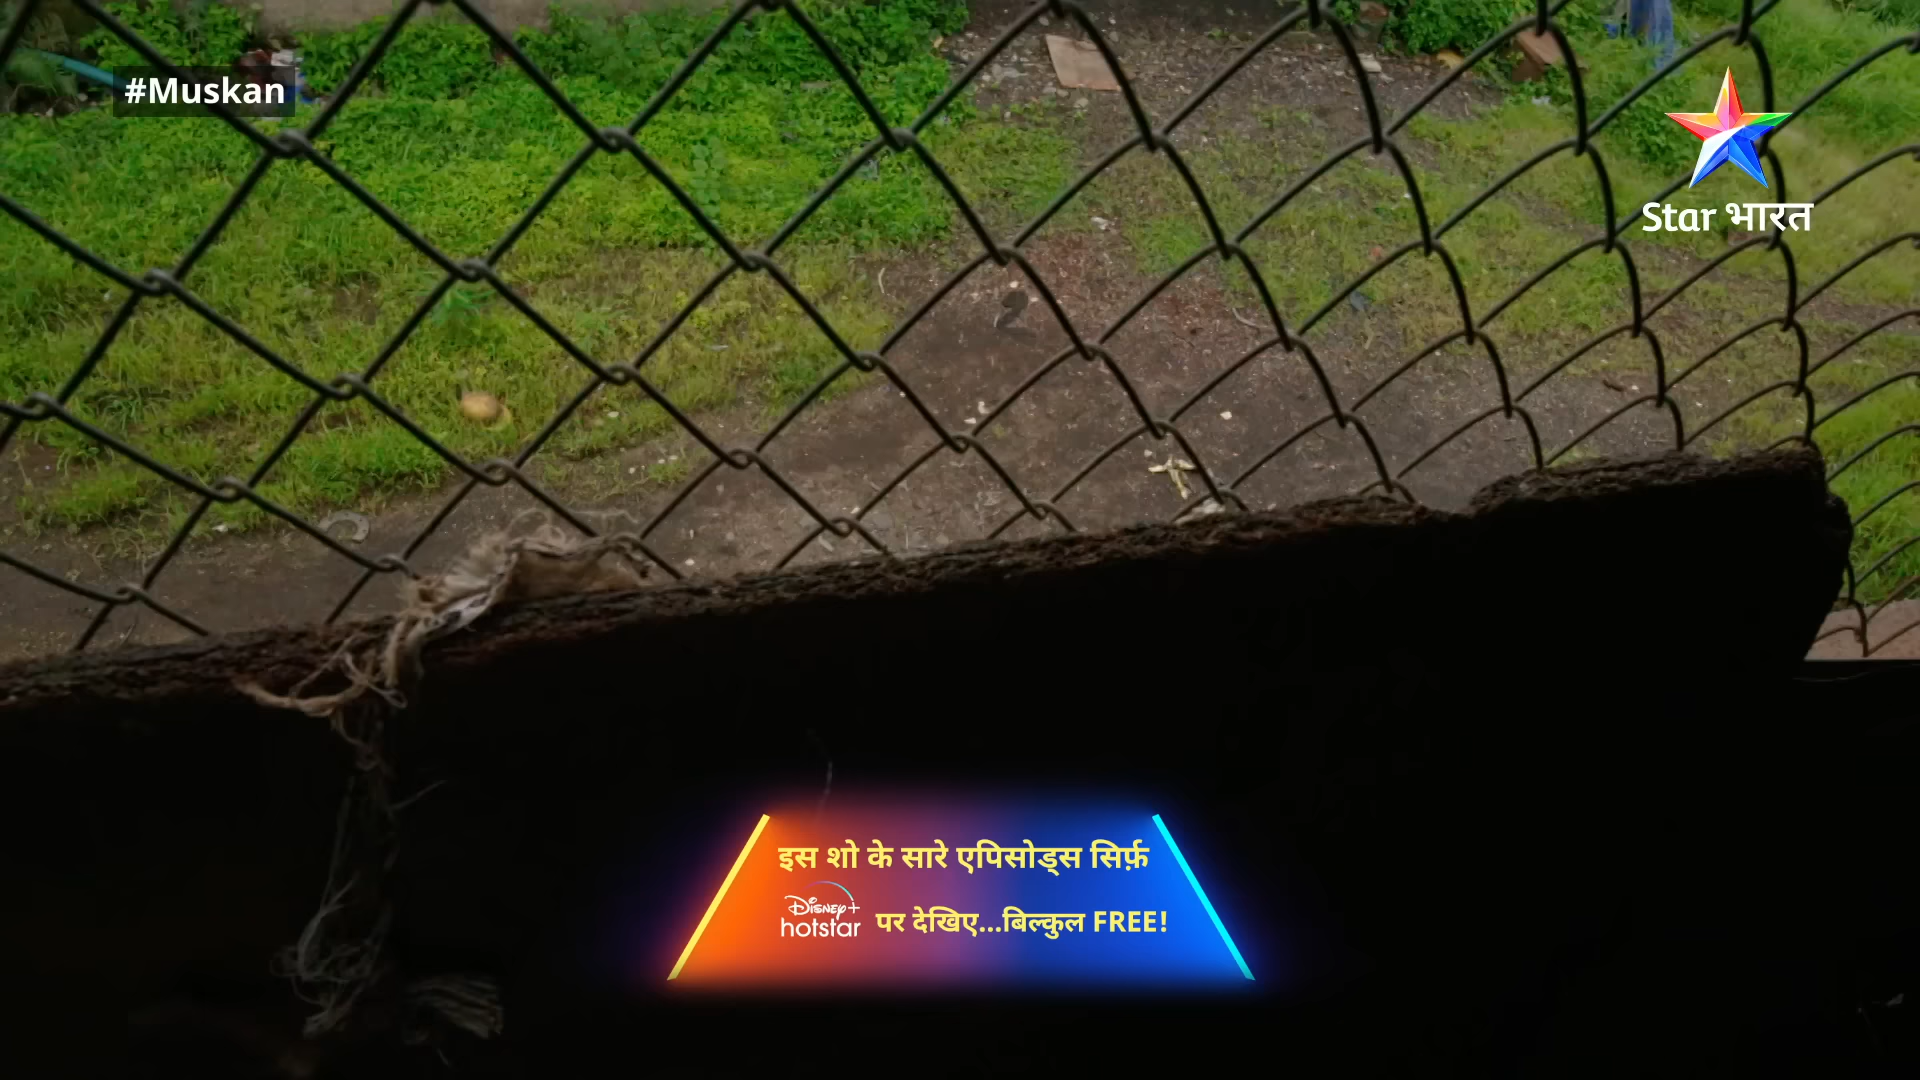 #Muskan
Star भारत
इस शो के सारे एपिसोड्स सिर्फ़
Disney+ hotstar पर देखिए...बिल्कुल FREE!